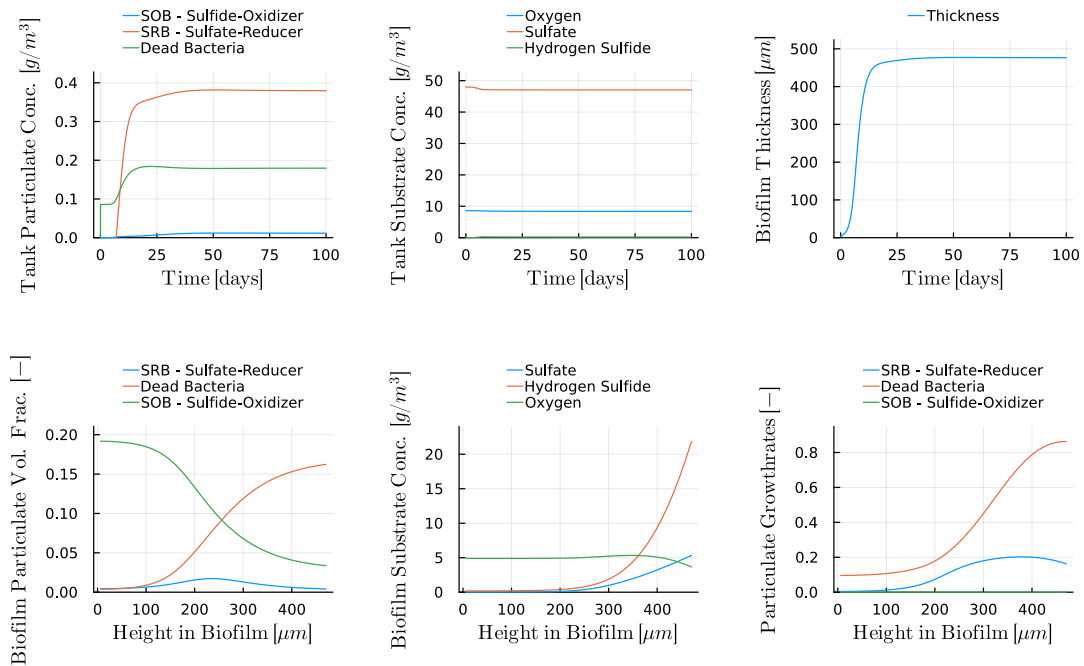 SOB - Sulfide-Oxidizer
SRB - Sulfate-Reducer
Dead Bacteria
Tank Particulate Conc. [g/m³]
0.4
0.3
0.2
0.1
0.0
0 25 50 75 100
Time [days]
Oxygen
Sulfate
Hydrogen Sulfide
Tank Substrate Conc. [g/m³]
50
40
30
20
10
0
0 25 50 75 100
Time [days]
Thickness
Biofilm Thickness [μm]
500
400
300
200
100
0
0 25 50 75 100
Time [days]
SRB - Sulfate-Reducer
Dead Bacteria
SOB - Sulfide-Oxidizer
Biofilm Particulate Vol. Frac. [−]
0.20
0.15
0.10
0.05
0.00
0 100 200 300 400
Height in Biofilm [μm]
Sulfate
Hydrogen Sulfide
Oxygen
Biofilm Substrate Conc. [g/m³]
20
15
10
5
0
0 100 200 300 400
Height in Biofilm [μm]
SRB - Sulfate-Reducer
Dead Bacteria
SOB - Sulfide-Oxidizer
Particulate Growthrates [−]
0.8
0.6
0.4
0.2
0.0
0 100 200 300 400
Height in Biofilm [μm]